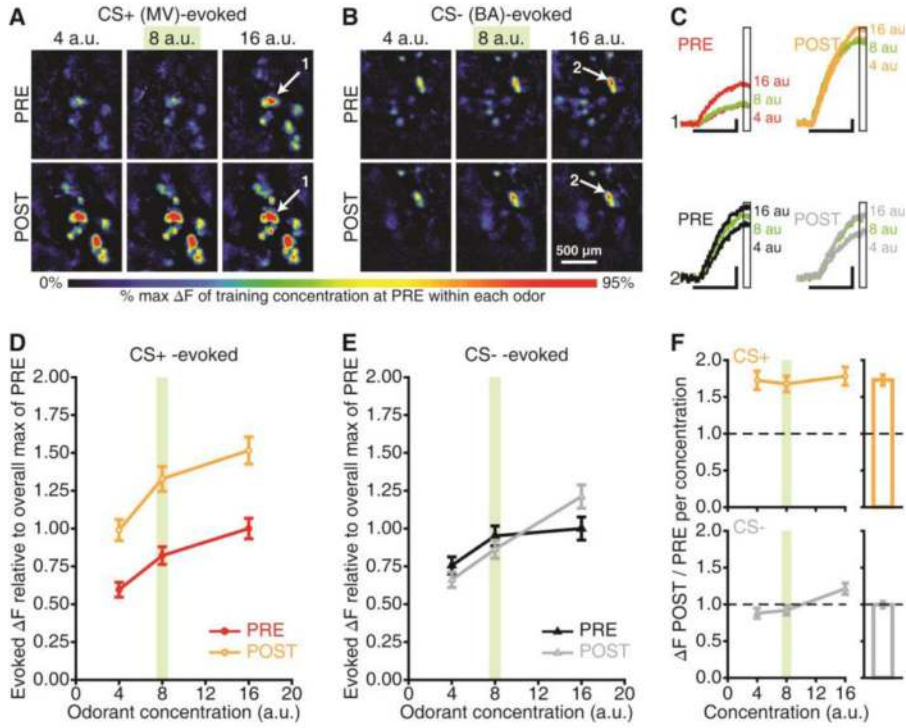 A
CS+ (MV)-evoked
4 a.u.
8 a.u.
16 a.u.
PRE
1
POST
1
B
CS- (BA)-evoked
4 a.u.
8 a.u.
16 a.u.
PRE
2
POST
2
500 µm
0%
95%
% max ΔF of training concentration at PRE within each odor
C
PRE
16 au
8 au
4 au
1
POST
16 au
8 au
4 au
PRE
16 au
8 au
4 au
2
POST
16 au
8 au
4 au
D
CS+ -evoked
Evoked ΔF relative to overall max of PRE
2.00
1.75
1.50
1.25
1.00
0.75
0.50
0.25
0.00
PRE
POST
0 4 8 12 16 20
Odorant concentration (a.u.)
E
CS- -evoked
Evoked ΔF relative to overall max of PRE
2.00
1.75
1.50
1.25
1.00
0.75
0.50
0.25
0.00
PRE
POST
0 4 8 12 16 20
Odorant concentration (a.u.)
F
ΔF POST / PRE per concentration
CS+
2.0
1.5
1.0
0.5
0.0
CS-
2.0
1.5
1.0
0.5
0.0
0 4 8 16
Concentration (a.u.)